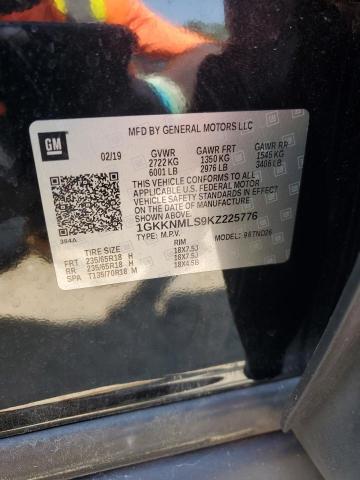 GM
MFD BY GENERAL MOTORS LLC
02/19 GVWR GAWR FRT GAWR RR
2722 KG 1350 KG 1545 KG
6001 LB 2976 LB 3406 LB
THIS VEHICLE CONFORMS TO ALL
APPLICABLE U.S. FEDERAL MOTOR
VEHICLE SAFETY STANDARDS IN
EFFECT ON THE DATE OF
MANUFACTURE SHOWN ABOVE.
384A 1GKKNMLS9KZ225776
TYPE: M.P.V. MODEL: 98TND26
TIRE SIZE RIM
FRT 235/65R18 H 18X7.5J
RR 235/65R18 H 18X7.5J
SPA T135/70R18 M 18X4.5B